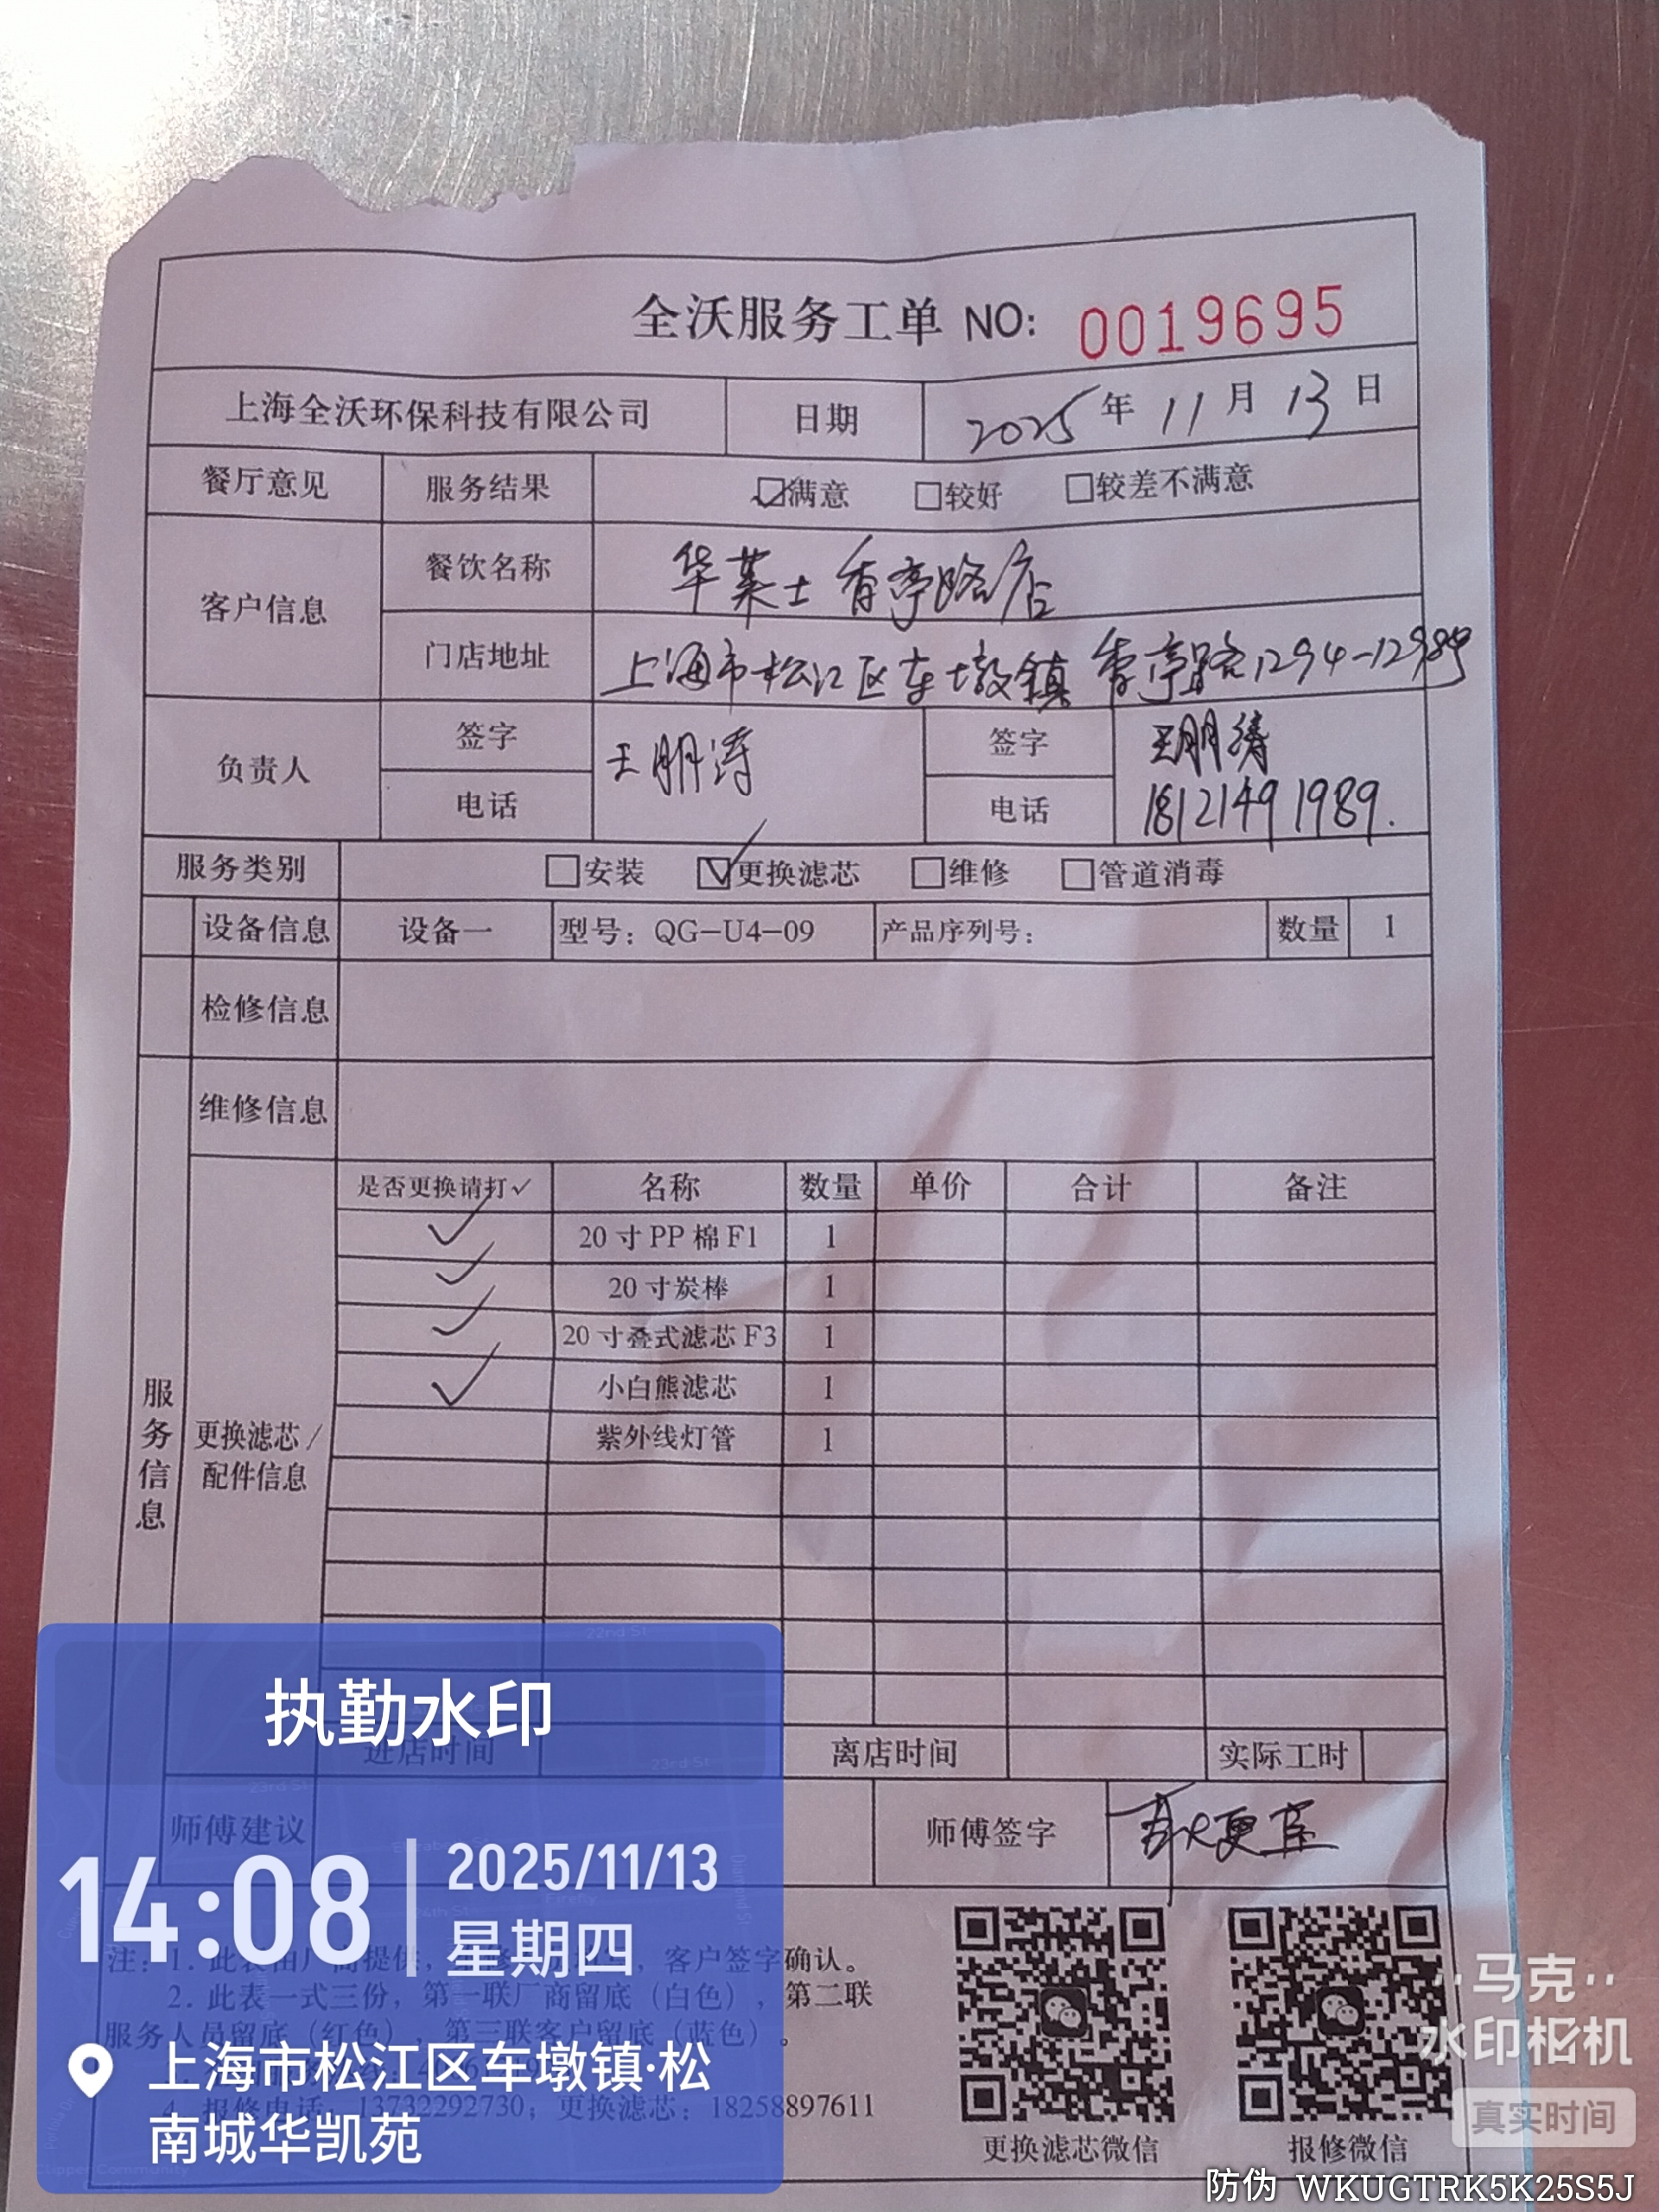 全沃服务工单 NO: 0019695
上海全沃环保科技有限公司 日期 2025年 11月 13日
餐厅意见 服务结果 ☑满意 □较好 □较差不满意
客户信息 餐饮名称 华莱士香亭路店
门店地址 上海市松江区车墩镇香亭路1294-1298号
负责人 签字 王朋涛 签字 王朋涛
电话 电话 18121491989.
服务类别 □安装 ☑更换滤芯 □维修 □管道消毒
设备信息 设备一 型号：QG-U4-09 产品序列号： 数量 1
检修信息
维修信息
服务信息 更换滤芯/配件信息
是否更换请打✓ 名称 数量 单价 合计 备注
✓ 20寸PP棉F1 1
✓ 20寸炭棒 1
✓ 20寸叠式滤芯F3 1
✓ 小白熊滤芯 1
紫外线灯管 1
进店时间 离店时间 实际工时
师傅建议 师傅签字
注：1. 此表由厂商提供，客户签字确认。
2. 此表一式三份，第一联厂商留底（白色），第二联
服务人员留底（红色），第三联客户留底（蓝色）。
4. 报修电话：13732292730；更换滤芯：18258897611
更换滤芯微信 报修微信
执勤水印
14:08 2025/11/13
星期四
上海市松江区车墩镇·松
南城华凯苑
马克
水印相机
真实时间
防伪 WKUGTRK5K25S5J